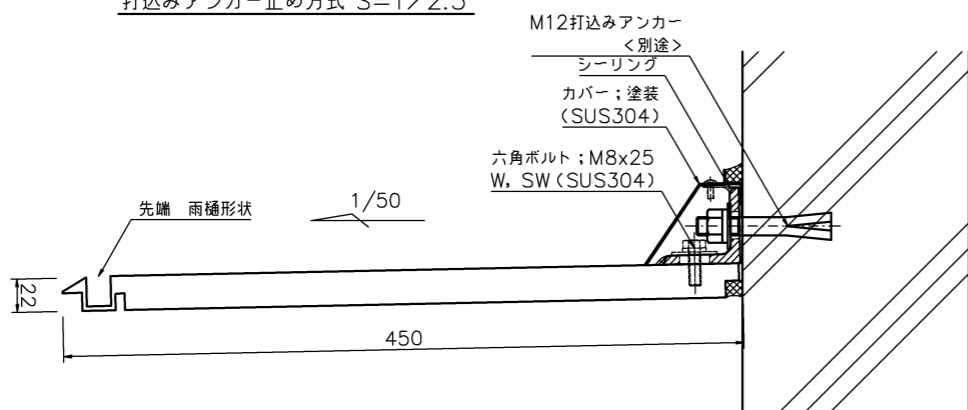 打込みアンカー止め方式 S=1/2.5
M12打込みアンカー
<別途>
シーリング
カバー;塗装
(SUS304)
六角ボルト;M8x25
W, SW(SUS304)
先端 雨樋形状
1/50
22
450